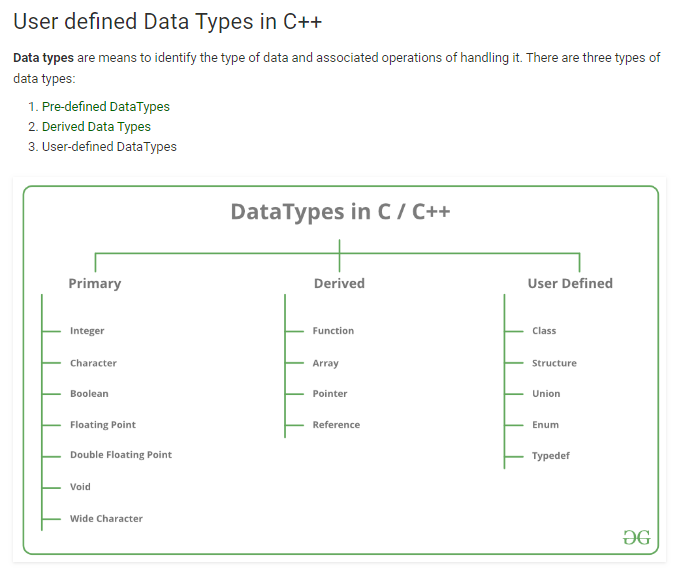 User defined Data Types in C++
Data types are means to identify the type of data and associated operations of handling it. There are three types of
data types:
1. Pre-defined DataTypes
2. Derived Data Types
3. User-defined DataTypes
DataTypes in C / C++
Primary
Integer
Character
Boolean
Floating Point
Double Floating Point
Void
Wide Character
Derived
Function
Array
Pointer
Reference
User Defined
Class
Structure
Union
Enum
Typedef